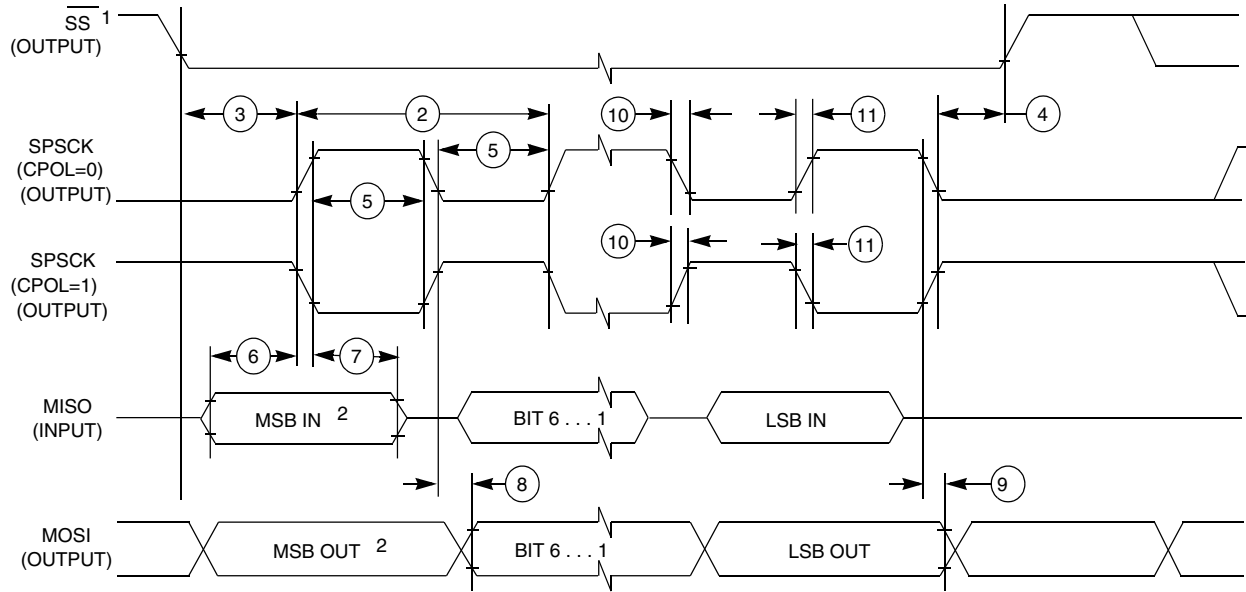 SS 1
(OUTPUT)
3
2
10
11
4
SPSCK
(CPOL=0)
(OUTPUT)
5
5
SPSCK
(CPOL=1)
(OUTPUT)
10
11
6
7
MISO
(INPUT)
MSB IN 2
BIT 6 . . . 1
LSB IN
8
9
MOSI
(OUTPUT)
MSB OUT 2
BIT 6 . . . 1
LSB OUT